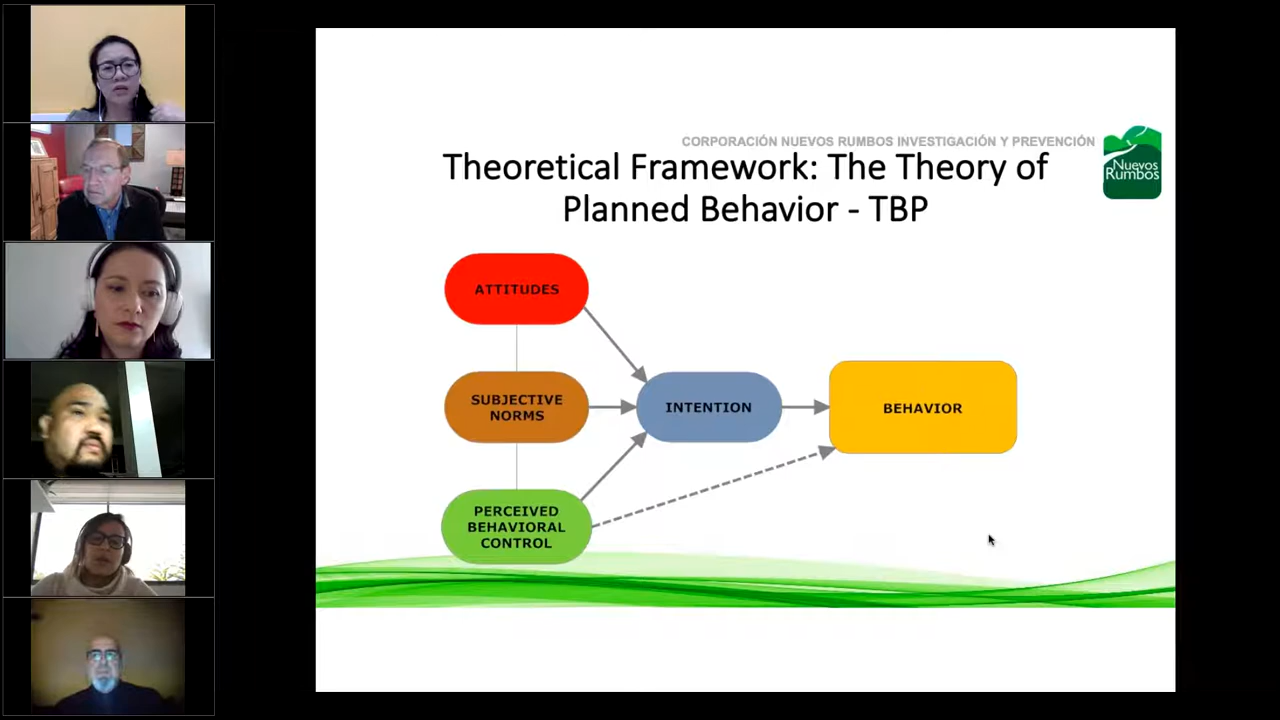 CORPORACIÓN NUEVOS RUMBOS INVESTIGACIÓN Y PREVENCIÓN
Nuevos
Rumbos
Theoretical Framework: The Theory of
Planned Behavior - TBP
ATTITUDES
SUBJECTIVE
NORMS
INTENTION
BEHAVIOR
PERCEIVED
BEHAVIORAL
CONTROL